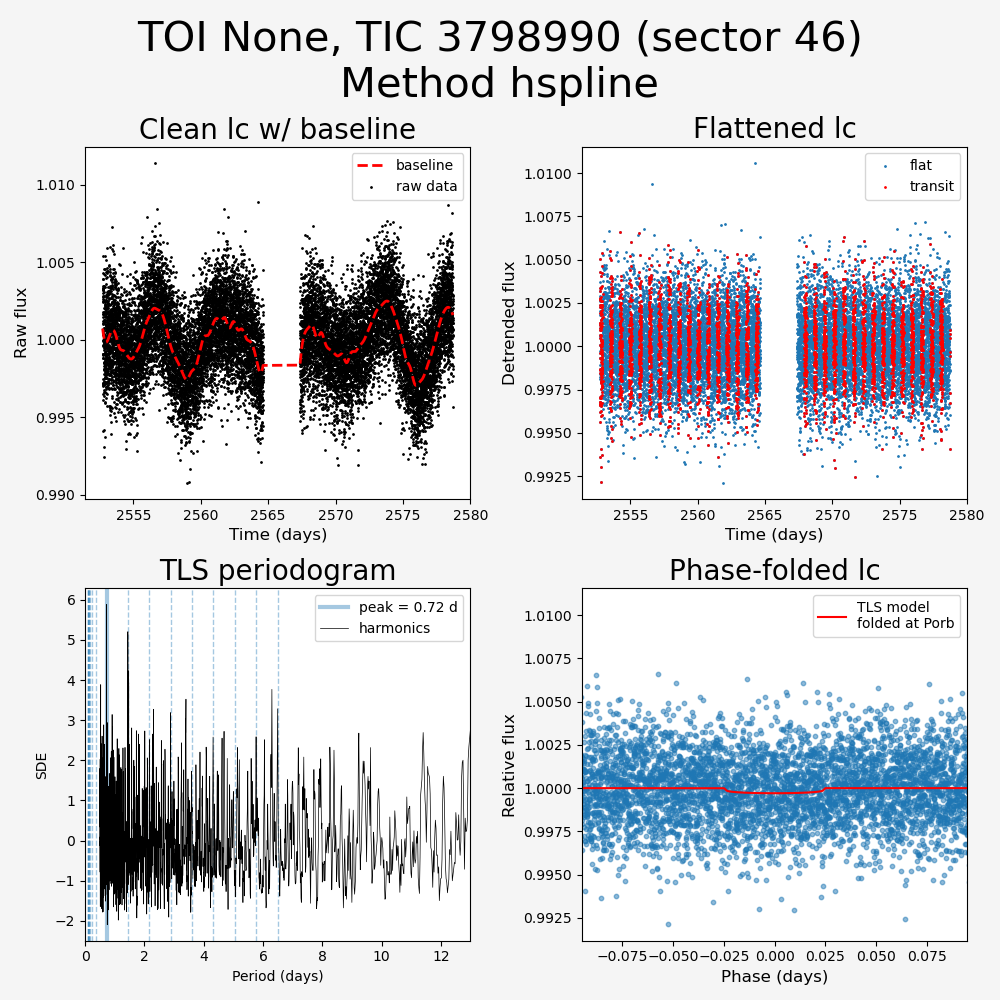 TOI None, TIC 3798990 (sector 46)
Method hspline
Clean lc w/ baseline
baseline
raw data
1.010
1.005
1.000
0.995
0.990
Raw flux
2555 2560 2565 2570 2575 2580
Time (days)
Flattened lc
flat
transit
1.0100
1.0075
1.0050
1.0025
1.0000
0.9975
0.9950
0.9925
Detrended flux
2555 2560 2565 2570 2575 2580
Time (days)
TLS periodogram
peak = 0.72 d
harmonics
6
5
4
3
2
1
0
−1
−2
SDE
0 2 4 6 8 10 12
Period (days)
Phase-folded lc
TLS model
folded at Porb
1.0100
1.0075
1.0050
1.0025
1.0000
0.9975
0.9950
0.9925
Relative flux
−0.075 −0.050 −0.025 0.000 0.025 0.050 0.075
Phase (days)